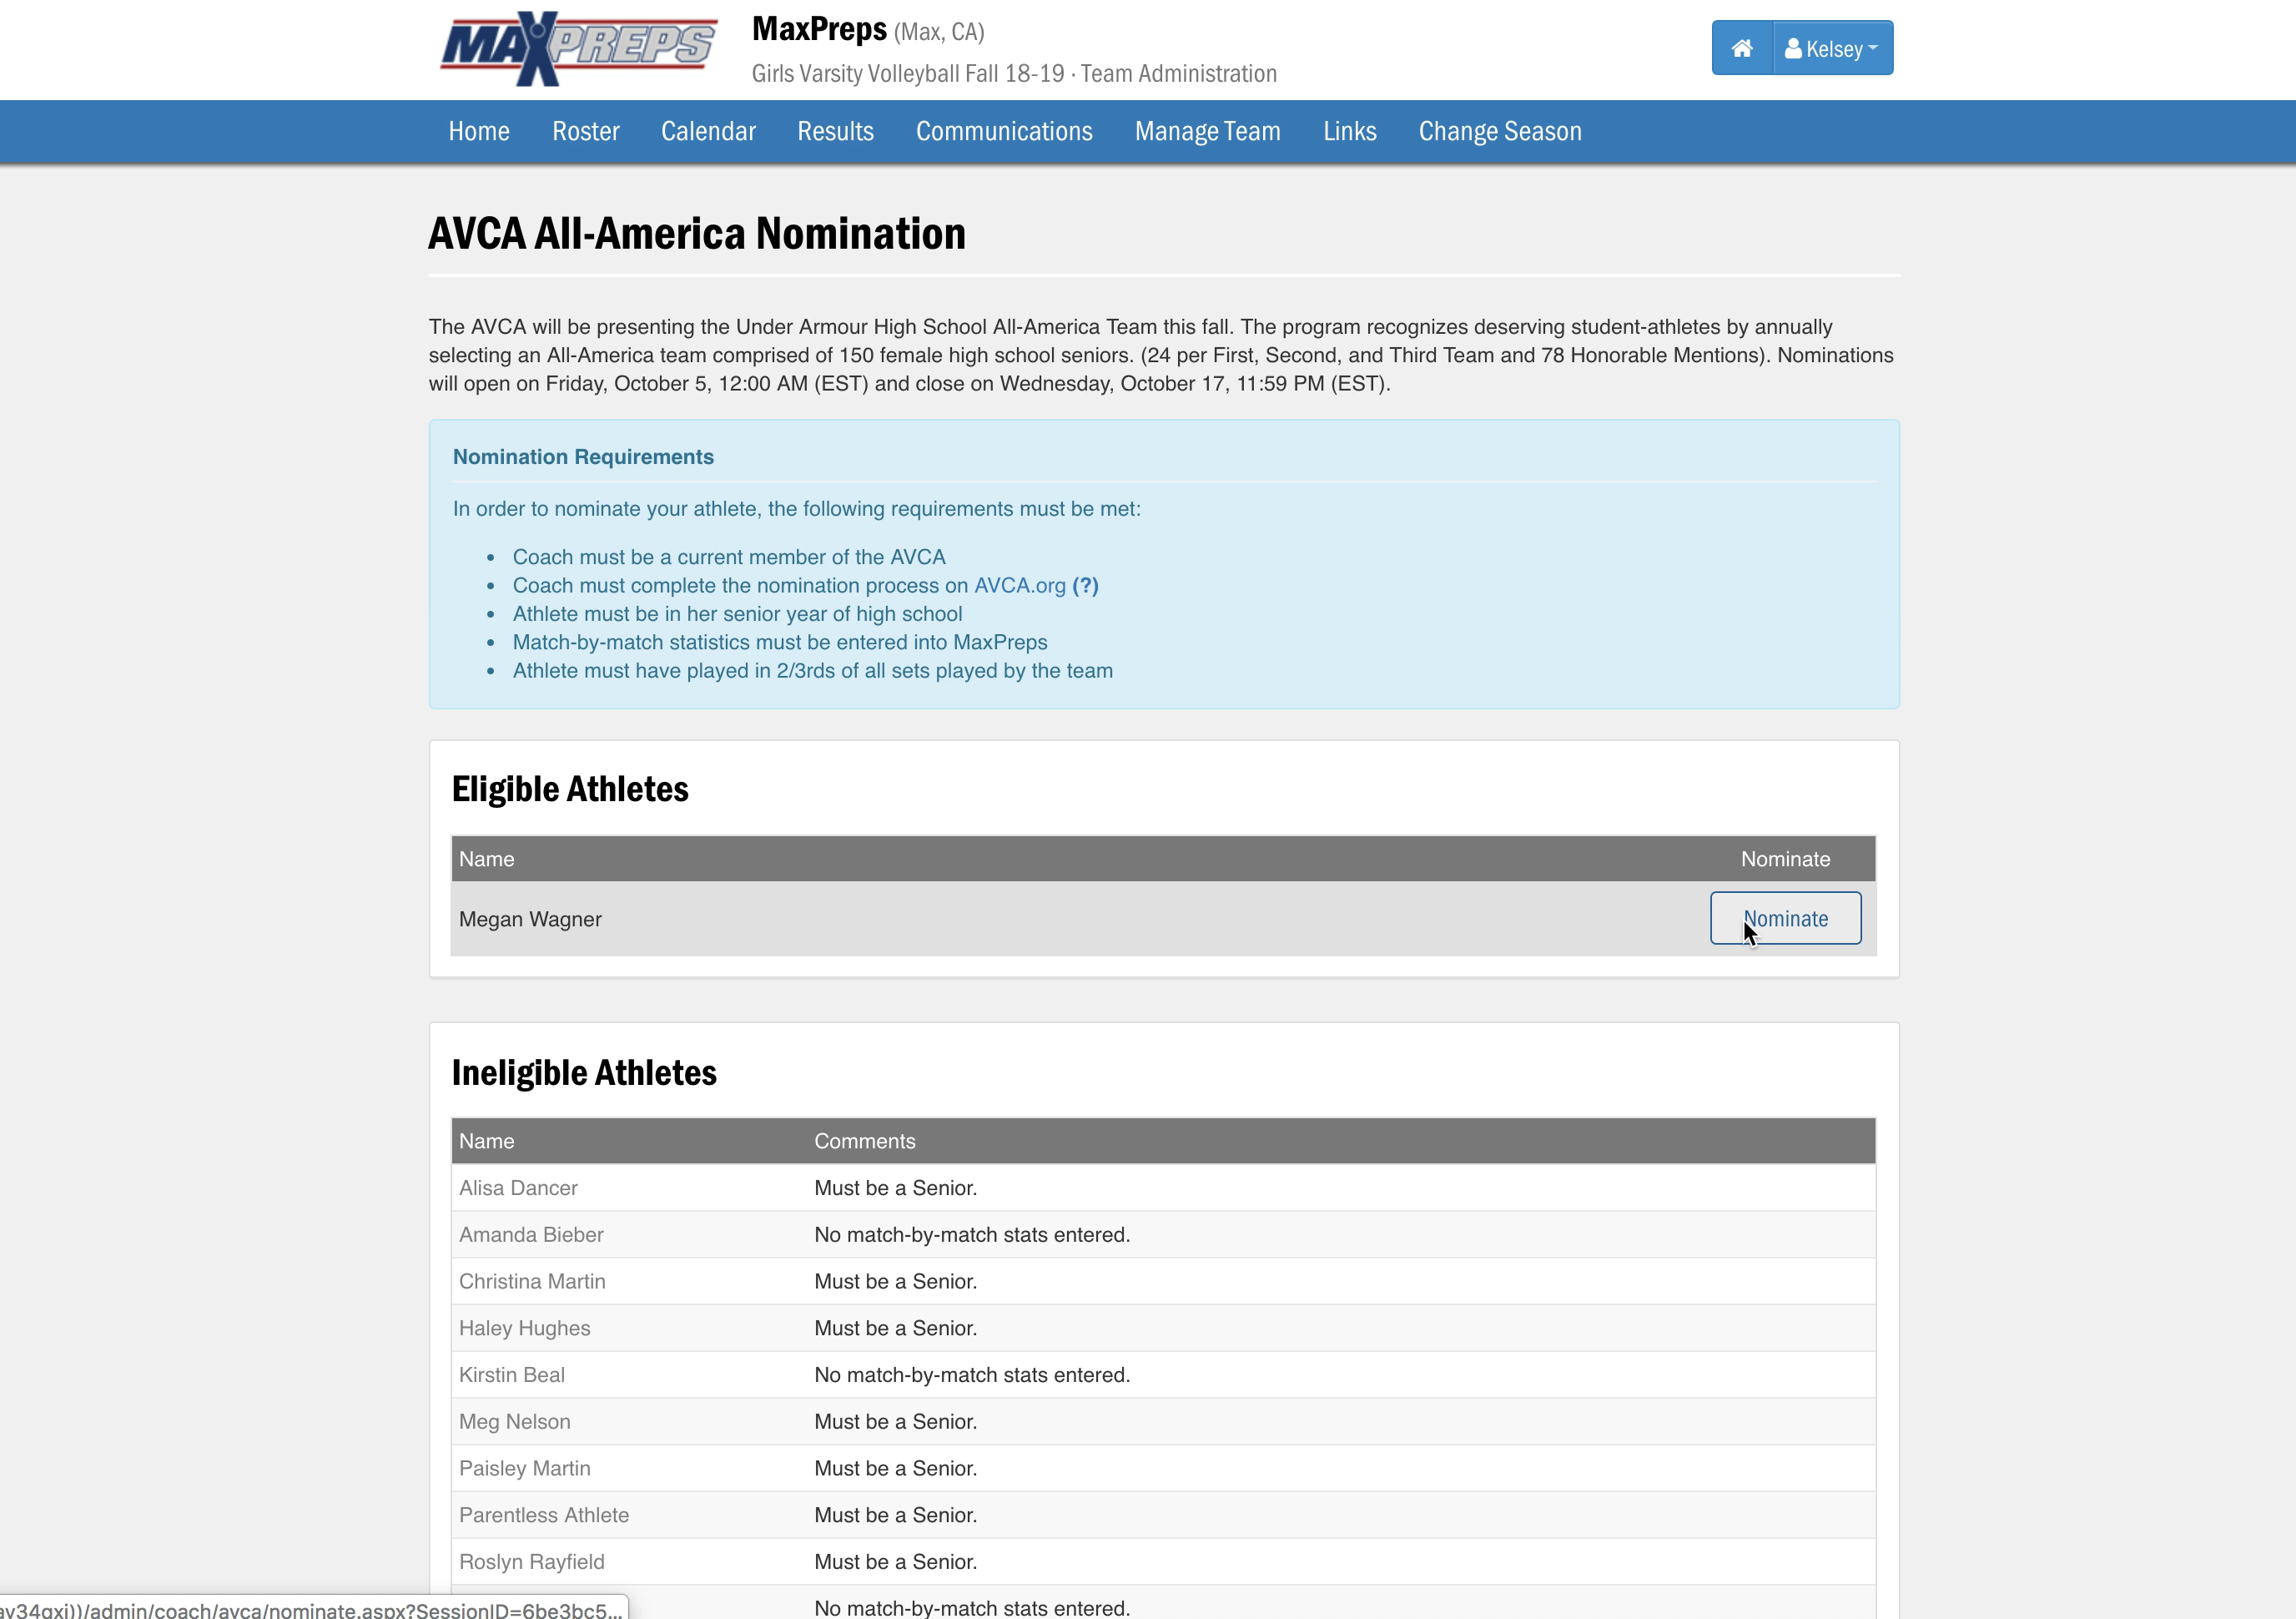 MAXPREPS
MaxPreps (Max, CA)
Girls Varsity Volleyball Fall 18-19 · Team Administration
Kelsey
Home Roster Calendar Results Communications Manage Team Links Change Season
AVCA All-America Nomination
The AVCA will be presenting the Under Armour High School All-America Team this fall. The program recognizes deserving student-athletes by annually
selecting an All-America team comprised of 150 female high school seniors. (24 per First, Second, and Third Team and 78 Honorable Mentions). Nominations
will open on Friday, October 5, 12:00 AM (EST) and close on Wednesday, October 17, 11:59 PM (EST).
Nomination Requirements
In order to nominate your athlete, the following requirements must be met:
• Coach must be a current member of the AVCA
• Coach must complete the nomination process on AVCA.org (?)
• Athlete must be in her senior year of high school
• Match-by-match statistics must be entered into MaxPreps
• Athlete must have played in 2/3rds of all sets played by the team
Eligible Athletes
Name Nominate
Megan Wagner Nominate
Ineligible Athletes
Name Comments
Alisa Dancer Must be a Senior.
Amanda Bieber No match-by-match stats entered.
Christina Martin Must be a Senior.
Haley Hughes Must be a Senior.
Kirstin Beal No match-by-match stats entered.
Meg Nelson Must be a Senior.
Paisley Martin Must be a Senior.
Parentless Athlete Must be a Senior.
Roslyn Rayfield Must be a Senior.
No match-by-match stats entered.
av34qxj))/admin/coach/avca/nominate.aspx?SessionID=6be3bc5...